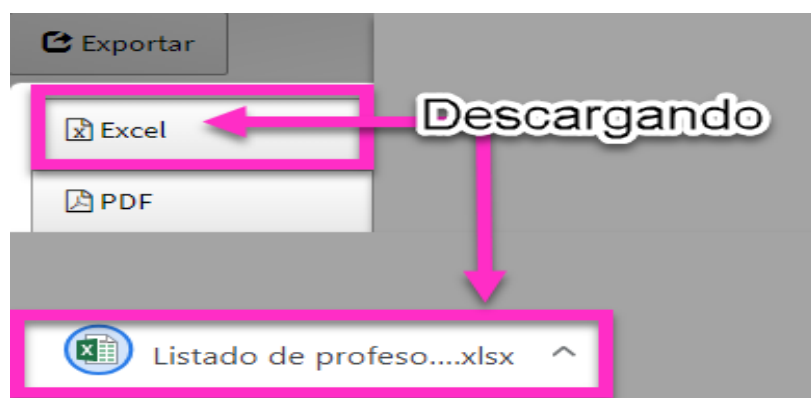 Exportar
Excel
Descargando
PDF
Listado de profeso....xlsx